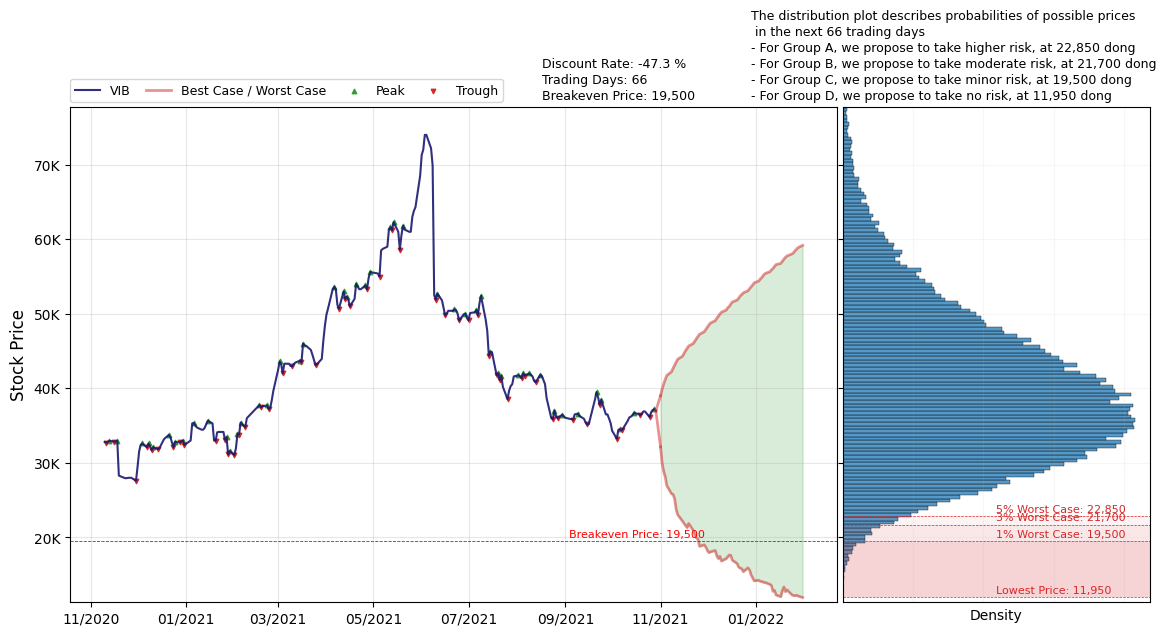 The distribution plot describes probabilities of possible prices
in the next 66 trading days
- For Group A, we propose to take higher risk, at 22,850 dong
- For Group B, we propose to take moderate risk, at 21,700 dong
- For Group C, we propose to take minor risk, at 19,500 dong
- For Group D, we propose to take no risk, at 11,950 dong
Discount Rate: -47.3 %
Trading Days: 66
Breakeven Price: 19,500
VIB
Best Case / Worst Case
Peak
Trough
Stock Price
70K
60K
50K
40K
30K
20K
Breakeven Price: 19,500
11/2020
01/2021
03/2021
05/2021
07/2021
09/2021
11/2021
01/2022
5% Worst Case: 22,850
3% Worst Case: 21,700
1% Worst Case: 19,500
Lowest Price: 11,950
Density